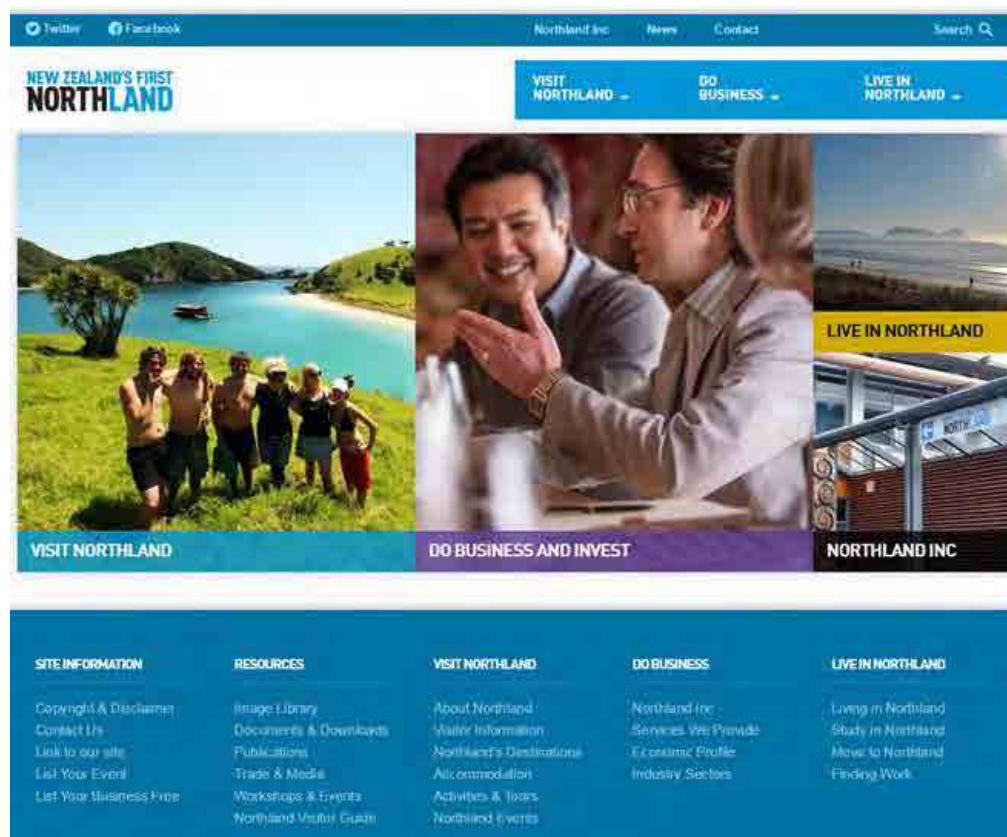 Twitter
Facebook
Northland Inc
News
Contact
Search
NEW ZEALAND'S FIRST
NORTHLAND
VISIT
NORTHLAND
DO
BUSINESS
LIVE IN
NORTHLAND
LIVE IN NORTHLAND
NORTHLAND
VISIT NORTHLAND
DO BUSINESS AND INVEST
NORTHLAND INC
SITE INFORMATION
Copyright & Disclaimer
Contact Us
Link to our site
List Your Event
List Your Business Free
RESOURCES
Image Library
Documents & Downloads
Publications
Trade & Media
Workshops & Events
Northland Visitor Guide
VISIT NORTHLAND
About Northland
Visitor Information
Northland's Destinations
Accommodation
Activities & Tours
Northland Events
DO BUSINESS
Northland Inc
Services We Provide
Economic Profile
Industry Sectors
LIVE IN NORTHLAND
Living in Northland
Study in Northland
Move to Northland
Finding Work